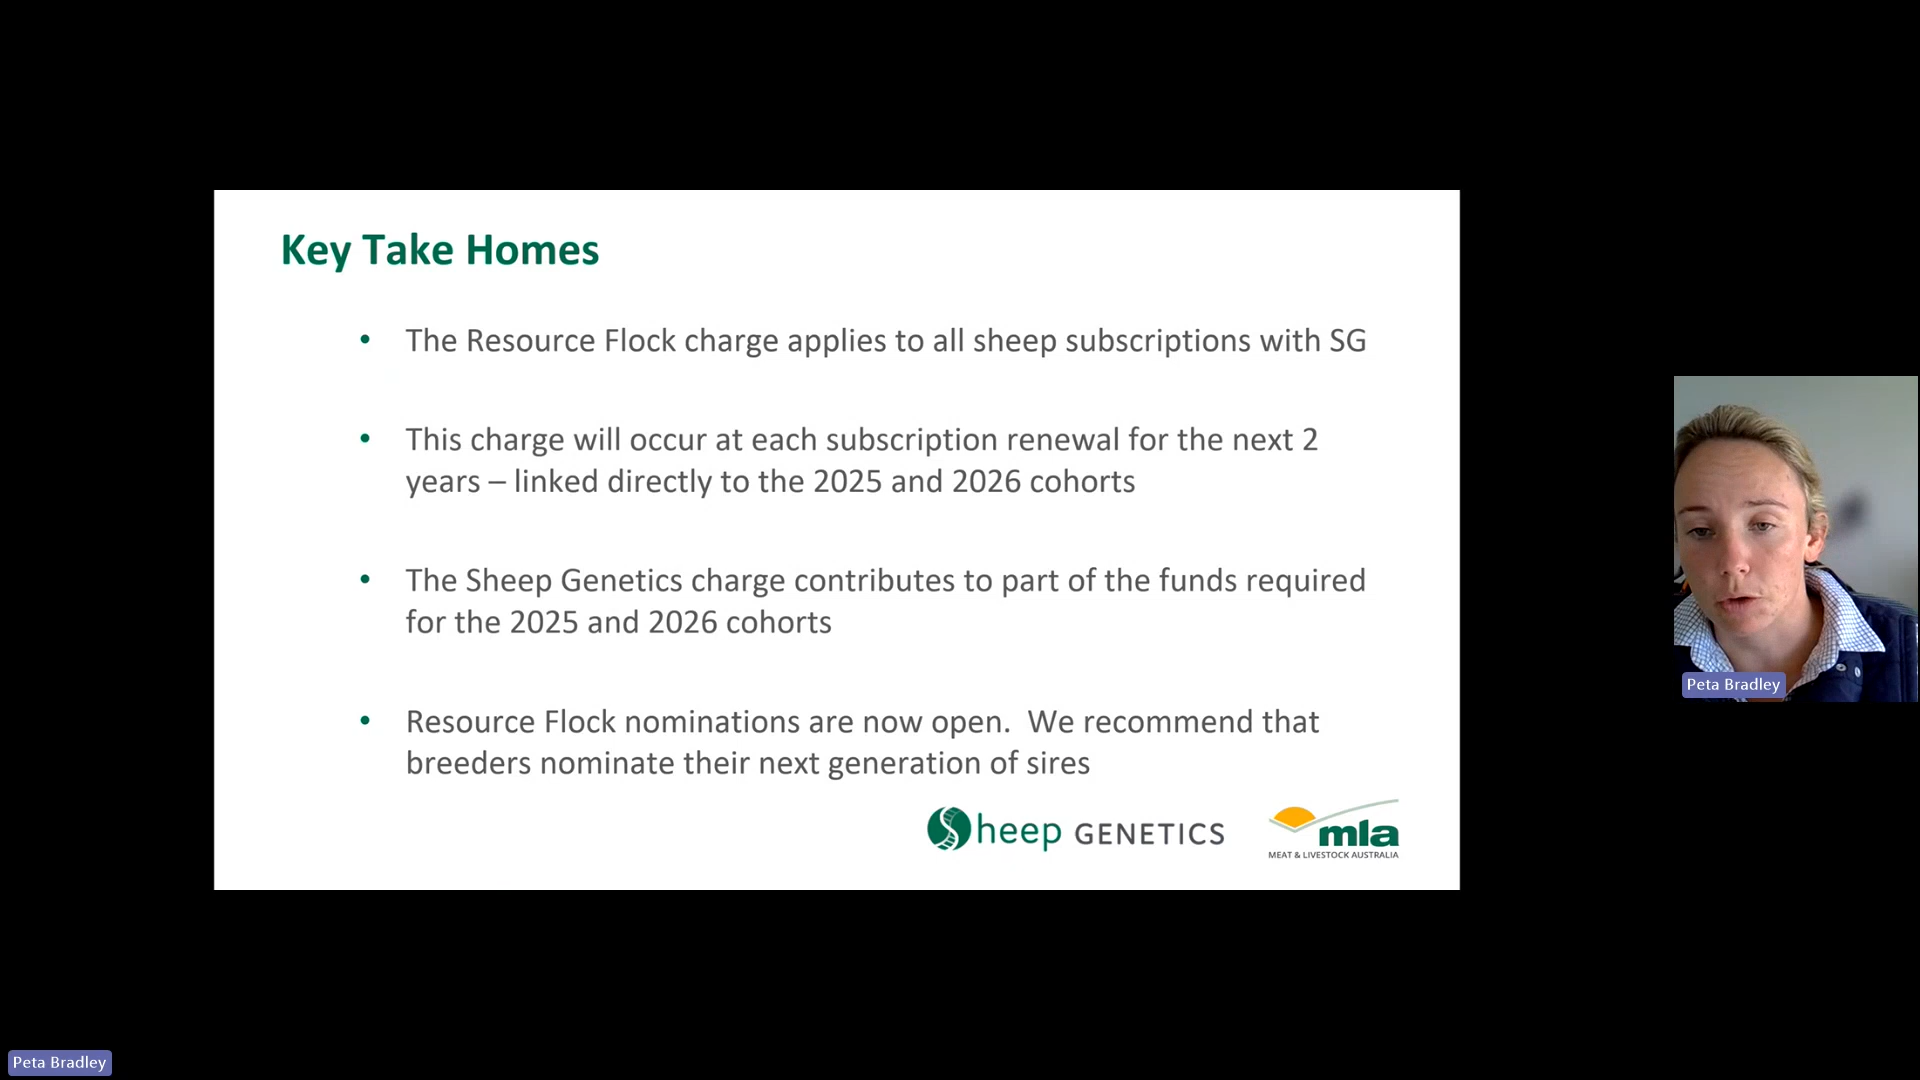 Key Take Homes
• The Resource Flock charge applies to all sheep subscriptions with SG
• This charge will occur at each subscription renewal for the next 2
years – linked directly to the 2025 and 2026 cohorts
• The Sheep Genetics charge contributes to part of the funds required
for the 2025 and 2026 cohorts
• Resource Flock nominations are now open.  We recommend that
breeders nominate their next generation of sires
Sheep GENETICS
mla
MEAT & LIVESTOCK AUSTRALIA
Peta Bradley
Peta Bradley